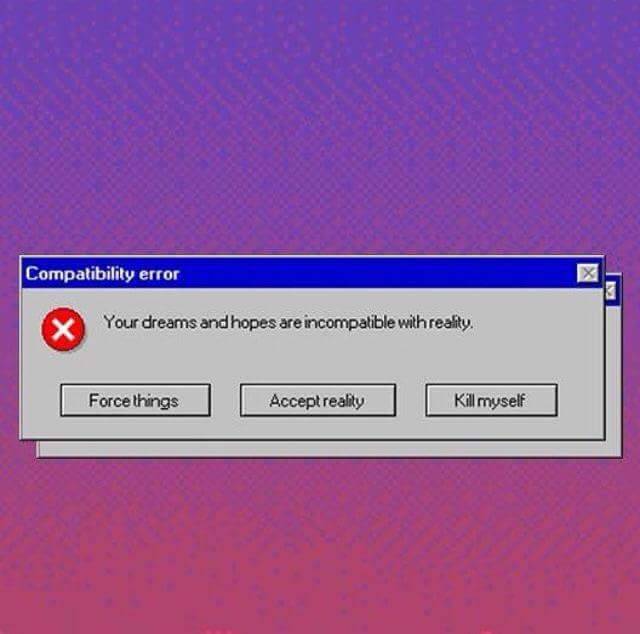 Compatibility error
Your dreams and hopes are incompatible with reality.
Force things
Accept reality
Kill myself